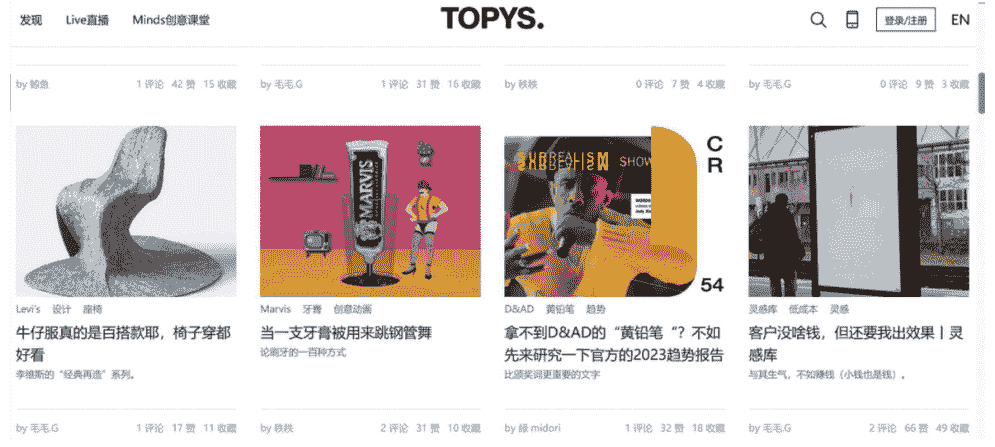 发现 Live直播 Minds创意课堂 TOPYS. 登录/注册 EN
by 鲸鱼 1 评论 42 赞 15 收藏
by 毛毛.G 1 评论 31 赞 16 收藏
by 秩秩 0 评论 7 赞 4 收藏
by 毛毛.G 0 评论 9 赞 3 收藏
MARVIS
SURREALISM SHOW
C
R
54
Levi's 设计 座椅
牛仔服真的是百搭款耶，椅子穿都
好看
李维斯的“经典再造”系列。
Marvis 牙膏 创意动画
当一支牙膏被用来跳钢管舞
论刷牙的一百种方式
D&AD 黄铅笔 趋势
拿不到D&AD的“黄铅笔“？不如
先来研究一下官方的2023趋势报告
比颁奖词更重要的文字
灵感库 低成本 灵感
客户没啥钱，但还要我出效果丨灵
感库
与其生气，不如赚钱（小钱也是钱）。
by 毛毛.G 1 评论 17 赞 11 收藏
by 秩秩 2 评论 31 赞 10 收藏
by 綠 midori 1 评论 32 赞 18 收藏
by 毛毛.G 2 评论 66 赞 49 收藏